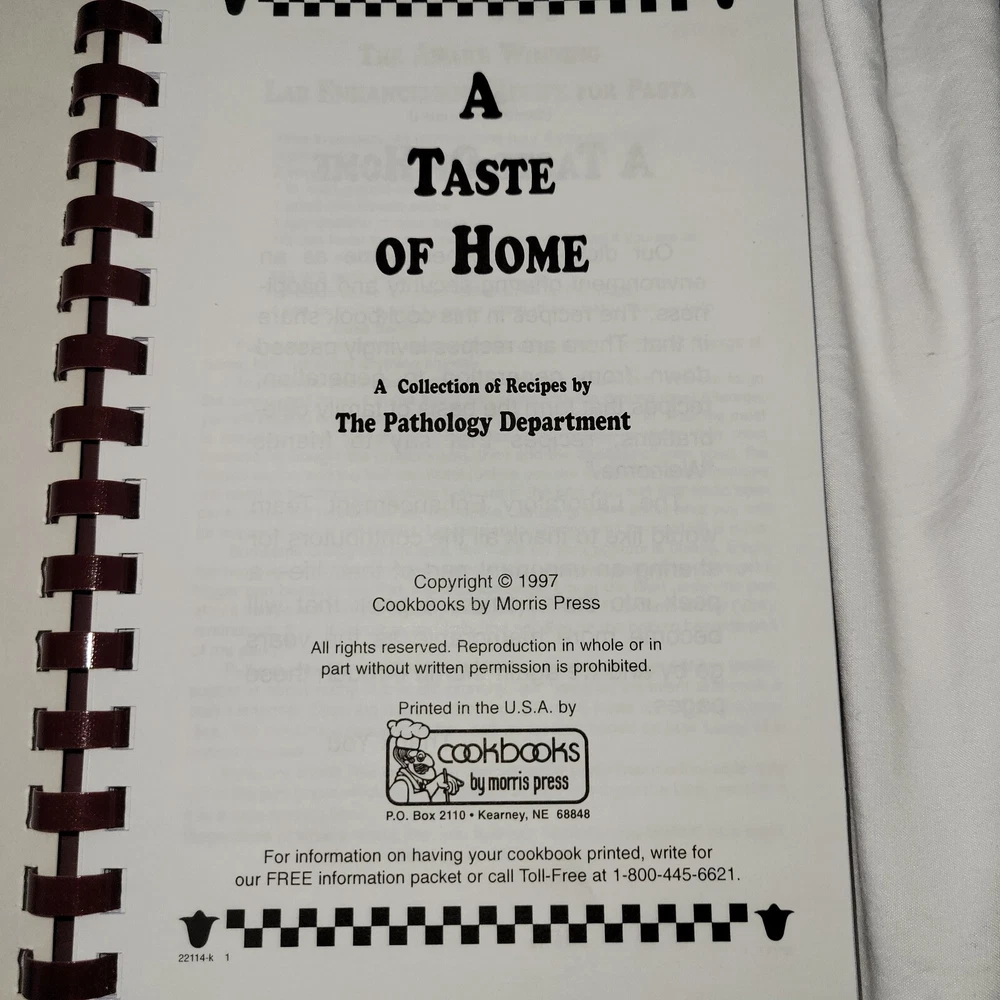 A
TASTE
OF HOME
A Collection of Recipes by
The Pathology Department
Copyright © 1997
Cookbooks by Morris Press
All rights reserved. Reproduction in whole or in
part without written permission is prohibited.
Printed in the U.S.A. by
cookbooks
by morris press
P.O. Box 2110 • Kearney, NE 68848
For information on having your cookbook printed, write for
our FREE information packet or call Toll-Free at 1-800-445-6621.
22114-k 1